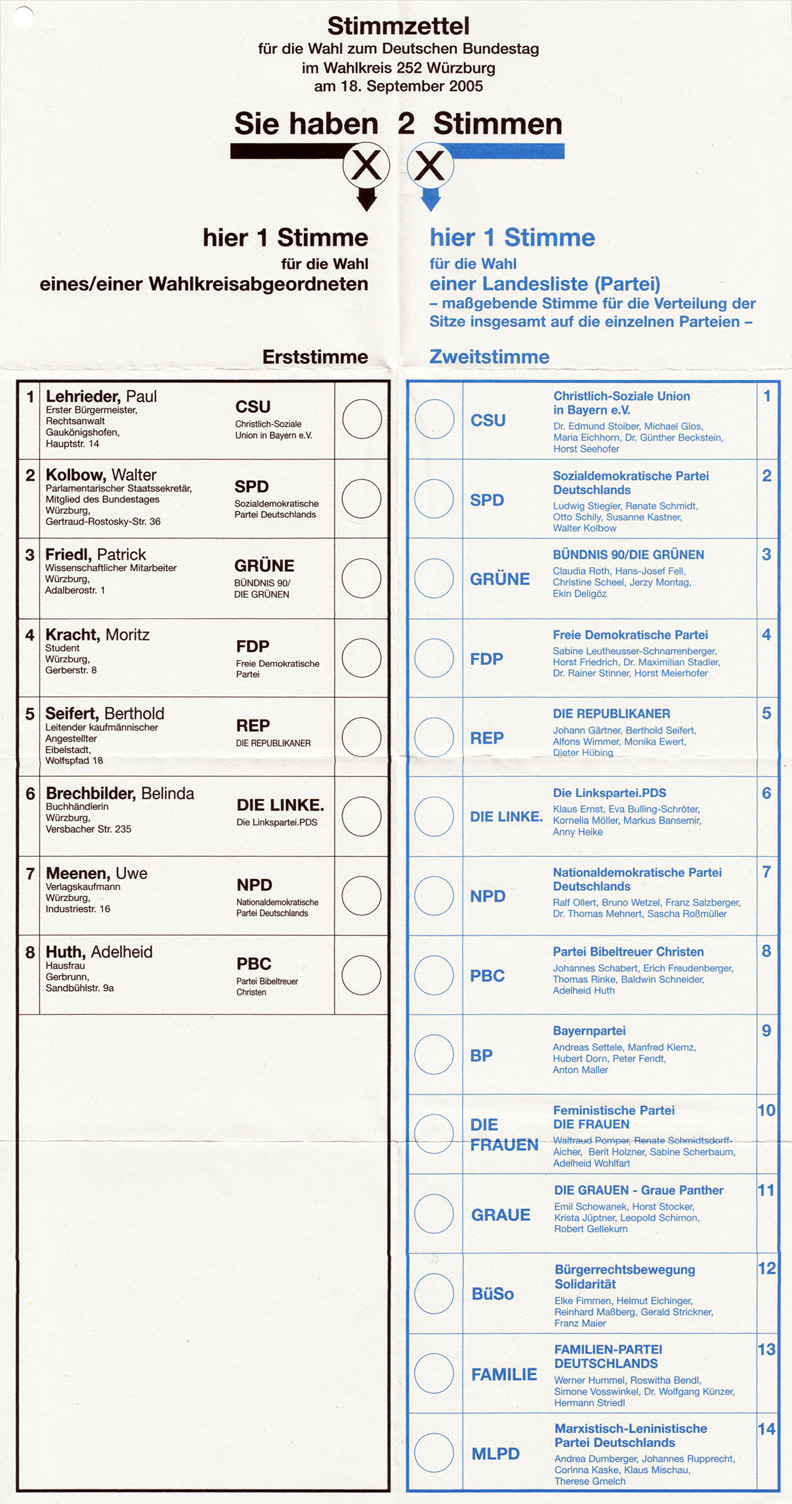 Stimmzettel
für die Wahl zum Deutschen Bundestag
im Wahlkreis 252 Würzburg
am 18. September 2005
Sie haben 2 Stimmen
X X
hier 1 Stimme
für die Wahl
eines/einer Wahlkreisabgeordneten
Erststimme
hier 1 Stimme
für die Wahl
einer Landesliste (Partei)
– maßgebende Stimme für die Verteilung der
Sitze insgesamt auf die einzelnen Parteien –
Zweitstimme
1 Lehrieder, Paul
Erster Bürgermeister,
Rechtsanwalt
Gaukönigshofen,
Hauptstr. 14
CSU
Christlich-Soziale
Union in Bayern e.V.
2 Kolbow, Walter
Parlamentarischer Staatssekretär,
Mitglied des Bundestages
Würzburg,
Gertraud-Rostosky-Str. 36
SPD
Sozialdemokratische
Partei Deutschlands
3 Friedl, Patrick
Wissenschaftlicher Mitarbeiter
Würzburg,
Adalberostr. 1
GRÜNE
BÜNDNIS 90/
DIE GRÜNEN
4 Kracht, Moritz
Student
Würzburg,
Gerberstr. 8
FDP
Freie Demokratische
Partei
5 Seifert, Berthold
Leitender kaufmännischer
Angestellter
Eibelstadt,
Wolfspfad 18
REP
DIE REPUBLIKANER
6 Brechbilder, Belinda
Buchhändlerin
Würzburg,
Versbacher Str. 235
DIE LINKE.
Die Linkspartei.PDS
7 Meenen, Uwe
Verlagskaufmann
Würzburg,
Industriestr. 16
NPD
Nationaldemokratische
Partei Deutschlands
8 Huth, Adelheid
Hausfrau
Gerbrunn,
Sandbühlstr. 9a
PBC
Partei Bibeltreuer
Christen
CSU
Christlich-Soziale Union
in Bayern e.V.
Dr. Edmund Stoiber, Michael Glos,
Maria Eichhorn, Dr. Günther Beckstein,
Horst Seehofer
1
SPD
Sozialdemokratische Partei
Deutschlands
Ludwig Stiegler, Renate Schmidt,
Otto Schily, Susanne Kastner,
Walter Kolbow
2
GRÜNE
BÜNDNIS 90/DIE GRÜNEN
Claudia Roth, Hans-Josef Fell,
Christine Scheel, Jerzy Montag,
Ekin Deligöz
3
FDP
Freie Demokratische Partei
Sabine Leutheusser-Schnarrenberger,
Horst Friedrich, Dr. Maximilian Stadler,
Dr. Rainer Stinner, Horst Meierhofer
4
REP
DIE REPUBLIKANER
Johann Gärtner, Berthold Seifert,
Alfons Wimmer, Monika Ewert,
Dieter Hübing
5
DIE LINKE.
Die Linkspartei.PDS
Klaus Ernst, Eva Bulling-Schröter,
Kornelia Möller, Markus Bansemir,
Anny Heike
6
NPD
Nationaldemokratische Partei
Deutschlands
Ralf Ollert, Bruno Wetzel, Franz Salzberger,
Dr. Thomas Mehnert, Sascha Roßmüller
7
PBC
Partei Bibeltreuer Christen
Johannes Schabert, Erich Freudenberger,
Thomas Rinke, Baldwin Schneider,
Adelheid Huth
8
BP
Bayernpartei
Andreas Settele, Manfred Klemz,
Hubert Dorn, Peter Fendt,
Anton Maller
9
DIE
FRAUEN
Feministische Partei
DIE FRAUEN
Waltraud Pomper, Renate Schmidtsdorff-
Aicher, Berit Holzner, Sabine Scherbaum,
Adelheid Wohlfart
10
GRAUE
DIE GRAUEN - Graue Panther
Emil Schowanek, Horst Stocker,
Krista Jüptner, Leopold Schimon,
Robert Gellekum
11
BüSo
Bürgerrechtsbewegung
Solidarität
Elke Fimmen, Helmut Eichinger,
Reinhard Maßberg, Gerald Strickner,
Franz Maier
12
FAMILIE
FAMILIEN-PARTEI
DEUTSCHLANDS
Werner Hummel, Roswitha Bendl,
Simone Vosswinkel, Dr. Wolfgang Künzer,
Hermann Striedl
13
MLPD
Marxistisch-Leninistische
Partei Deutschlands
Andrea Dumberger, Johannes Rupprecht,
Corinna Kaske, Klaus Mischau,
Therese Gmelch
14